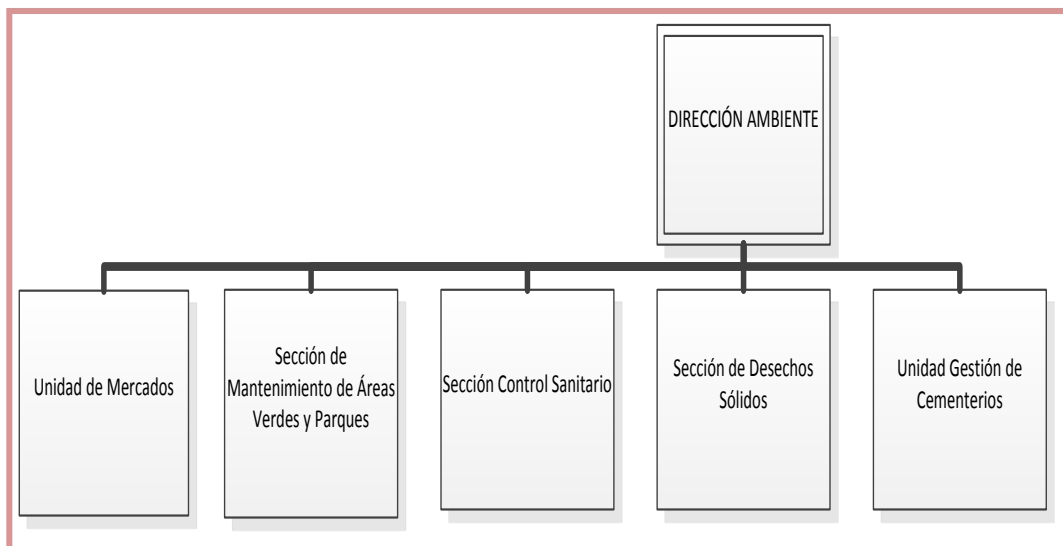 DIRECCIÓN AMBIENTE
Unidad de Mercados
Sección de
Mantenimiento de Áreas
Verdes y Parques
Sección Control Sanitario
Sección de Desechos
Sólidos
Unidad Gestión de
Cementerios